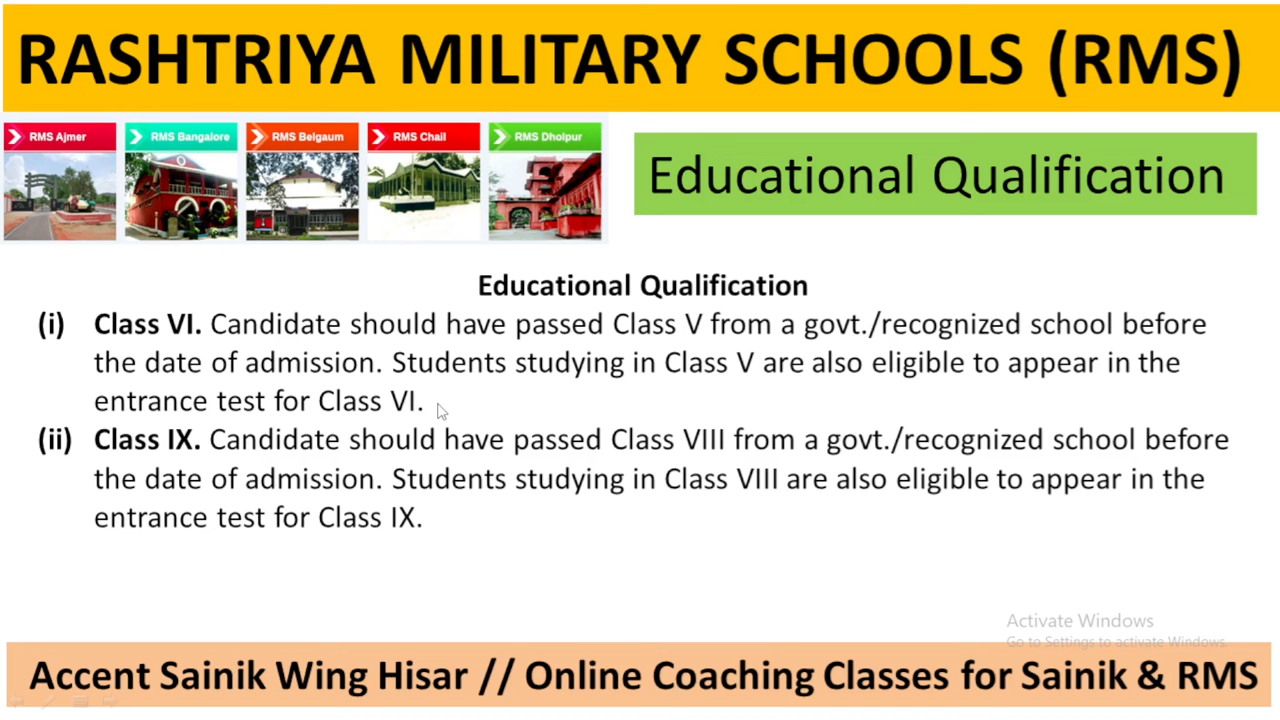 RASHTRIYA MILITARY SCHOOLS (RMS)
RMS Ajmer
RMS Bangalore
RMS Belgaum
RMS Chail
RMS Dholpur
Educational Qualification
Educational Qualification
(i) Class VI. Candidate should have passed Class V from a govt./recognized school before
the date of admission. Students studying in Class V are also eligible to appear in the
entrance test for Class VI.
(ii) Class IX. Candidate should have passed Class VIII from a govt./recognized school before
the date of admission. Students studying in Class VIII are also eligible to appear in the
entrance test for Class IX.
Activate Windows
Go to Settings to activate Windows.
Accent Sainik Wing Hisar // Online Coaching Classes for Sainik & RMS